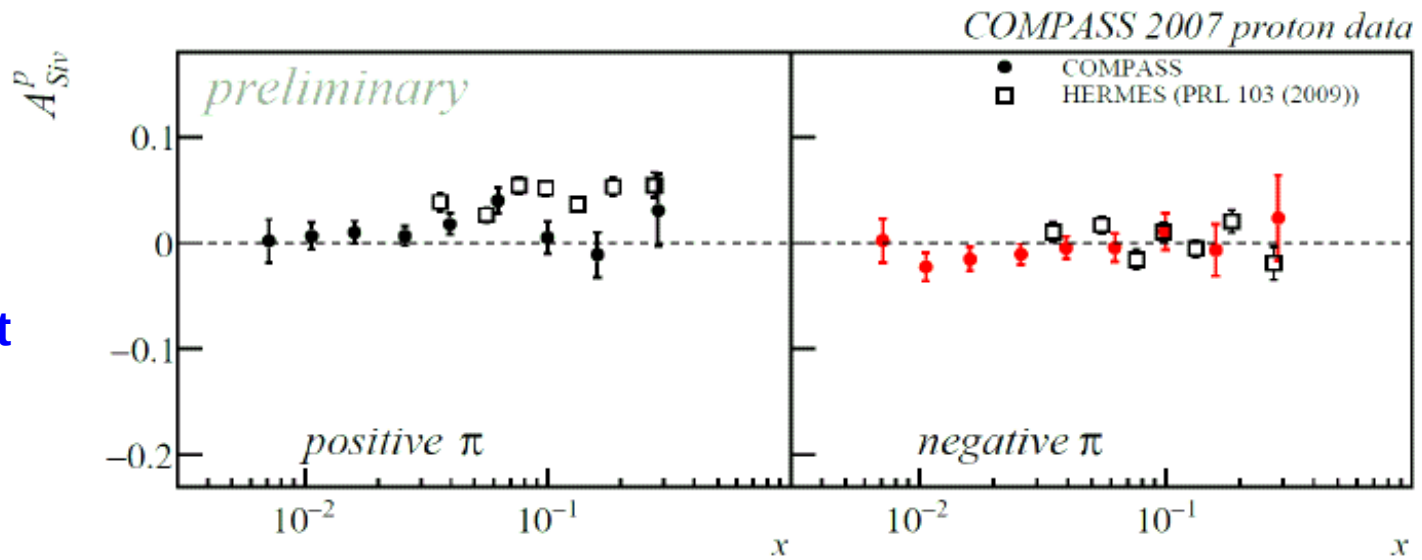 COMPASS 2007 proton data
A^p_Siv
preliminary
COMPASS
HERMES (PRL 103 (2009))
0.1
0
t
−0.1
−0.2
positive π
negative π
10⁻² 10⁻¹ 10⁻² 10⁻¹
x x